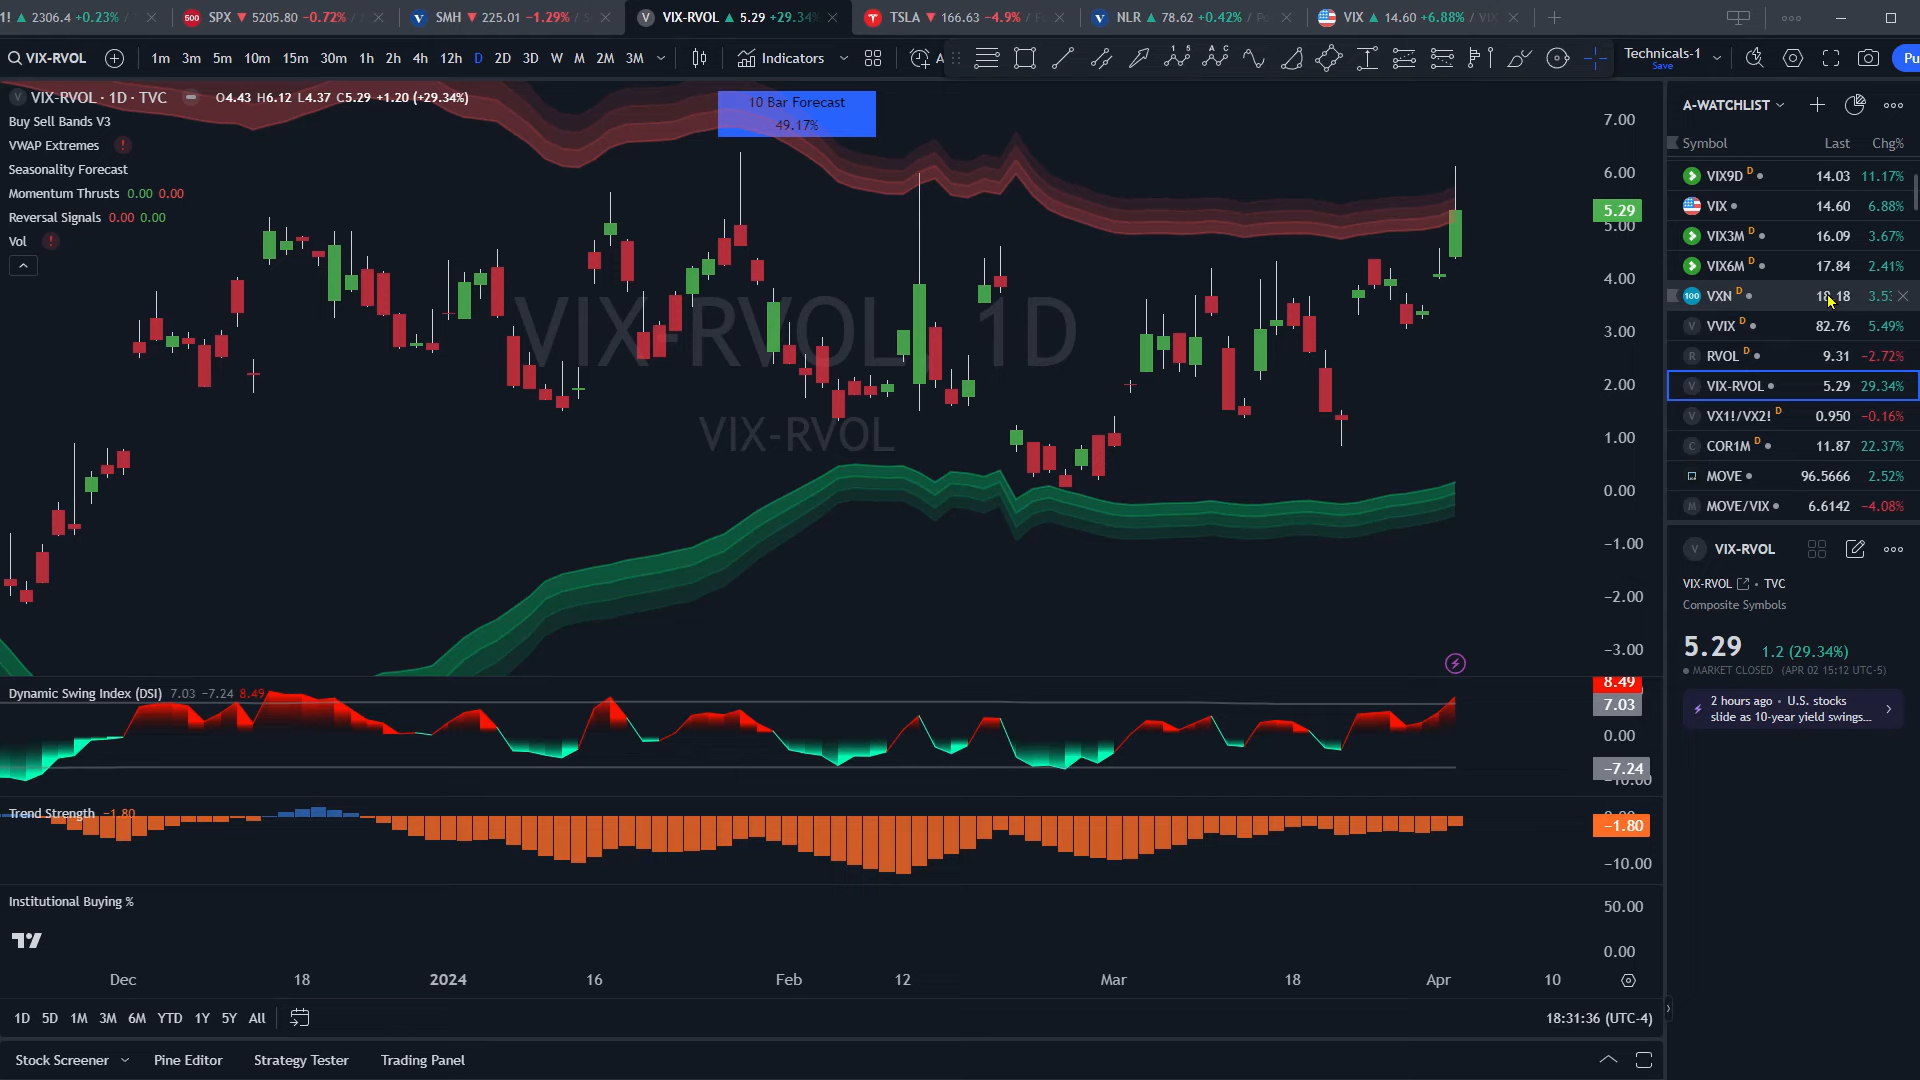 1! ▲ 2306.4 +0.23% /
SPX ▼ 5205.80 -0.72% /
SMH ▼ 225.01 -1.29% / S
VIX-RVOL ▲ 5.29 +29.34%
TSLA ▼ 166.63 -4.9% /
NLR ▲ 78.62 +0.42% /
VIX ▲ 14.60 +6.88% / VIX
VIX-RVOL
1m 3m 5m 10m 15m 30m 1h 2h 4h 12h D 2D 3D W M 2M 3M
Indicators
A
Technicals-1
Save
Pu
VIX-RVOL · 1D · TVC
O4.43 H6.12 L4.37 C5.29 +1.20 (+29.34%)
Buy Sell Bands V3
VWAP Extremes
Seasonality Forecast
Momentum Thrusts 0.00 0.00
Reversal Signals 0.00 0.00
Vol
10 Bar Forecast
49.17%
VIX-RVOL, 1D
VIX-RVOL
7.00
6.00
5.29
5.00
4.00
3.00
2.00
1.00
0.00
−1.00
−2.00
−3.00
Dynamic Swing Index (DSI) 7.03 −7.24 8.49
8.49
7.03
0.00
−7.24
Trend Strength −1.80
−1.80
−10.00
Institutional Buying %
50.00
0.00
Dec 18 2024 16 Feb 12 Mar 18 Apr 10
1D 5D 1M 3M 6M YTD 1Y 5Y All
18:31:36 (UTC-4)
Stock Screener Pine Editor Strategy Tester Trading Panel
A-WATCHLIST
Symbol Last Chg%
VIX9D D 14.03 11.17%
VIX 14.60 6.88%
VIX3M D 16.09 3.67%
VIX6M D 17.84 2.41%
100 VXN D 18.18 3.53
VVIX D 82.76 5.49%
RVOL D 9.31 −2.72%
VIX-RVOL 5.29 29.34%
VX1!/VX2! D 0.950 −0.16%
COR1M D 11.87 22.37%
MOVE 96.5666 2.52%
MOVE/VIX 6.6142 −4.08%
VIX-RVOL
VIX-RVOL • TVC
Composite Symbols
5.29 1.2 (29.34%)
MARKET CLOSED (APR 02 15:12 UTC-5)
2 hours ago • U.S. stocks
slide as 10-year yield swings...